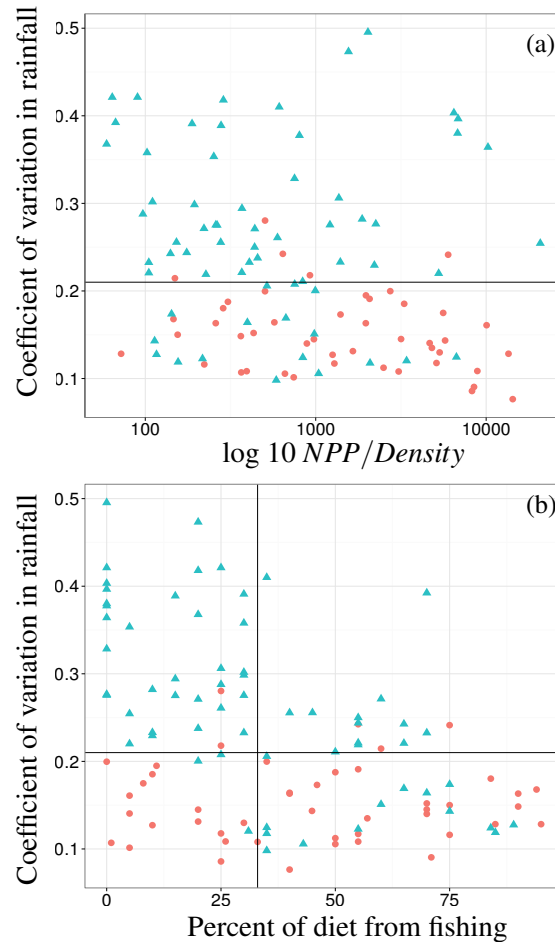 (a)
Coefficient of variation in rainfall
0.5
0.4
0.3
0.2
0.1
100 1000 10000
log 10 NPP/Density
(b)
Coefficient of variation in rainfall
0.5
0.4
0.3
0.2
0.1
0 25 50 75
Percent of diet from fishing